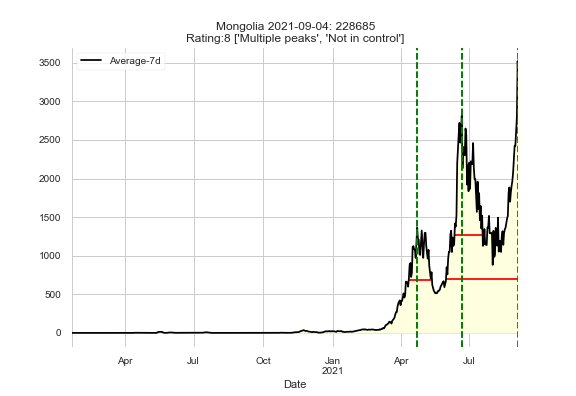 Mongolia 2021-09-04: 228685
Rating:8 ['Multiple peaks', 'Not in control']
Average-7d
3500
3000
2500
2000
1500
1000
500
0
Apr
Jul
Oct
Jan
2021
Apr
Jul
Date